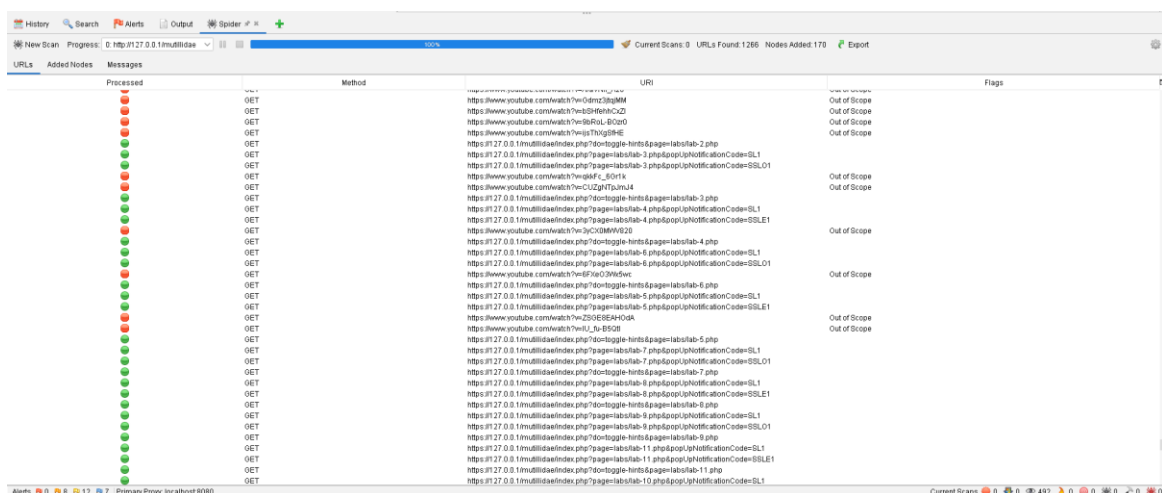 History Search Alerts Output Spider
New Scan Progress: 0: http://127.0.0.1/mutillidae 100% Current Scans: 0 URLs Found: 1266 Nodes Added: 170 Export
URLs Added Nodes Messages
Processed Method URI Flags
GET https://www.youtube.com/watch?v=Gdmz3jtqjMM Out of Scope
GET https://www.youtube.com/watch?v=bSHfehhCxZI Out of Scope
GET https://www.youtube.com/watch?v=9bRoL-BOzr0 Out of Scope
GET https://www.youtube.com/watch?v=ijsThXgSfHE Out of Scope
GET https://127.0.0.1/mutillidae/index.php?do=toggle-hints&page=labs/lab-2.php
GET https://127.0.0.1/mutillidae/index.php?page=labs/lab-3.php&popUpNotificationCode=SL1
GET https://127.0.0.1/mutillidae/index.php?page=labs/lab-3.php&popUpNotificationCode=SSLO1
GET https://www.youtube.com/watch?v=qkkFc_6Gr1k Out of Scope
GET https://www.youtube.com/watch?v=CUZgNTpJmJ4 Out of Scope
GET https://127.0.0.1/mutillidae/index.php?do=toggle-hints&page=labs/lab-3.php
GET https://127.0.0.1/mutillidae/index.php?page=labs/lab-4.php&popUpNotificationCode=SL1
GET https://127.0.0.1/mutillidae/index.php?page=labs/lab-4.php&popUpNotificationCode=SSLE1
GET https://www.youtube.com/watch?v=3yCX0MWV820 Out of Scope
GET https://127.0.0.1/mutillidae/index.php?do=toggle-hints&page=labs/lab-4.php
GET https://127.0.0.1/mutillidae/index.php?page=labs/lab-6.php&popUpNotificationCode=SL1
GET https://127.0.0.1/mutillidae/index.php?page=labs/lab-6.php&popUpNotificationCode=SSLO1
GET https://www.youtube.com/watch?v=6FXeO3Wk5wc Out of Scope
GET https://127.0.0.1/mutillidae/index.php?do=toggle-hints&page=labs/lab-6.php
GET https://127.0.0.1/mutillidae/index.php?page=labs/lab-5.php&popUpNotificationCode=SL1
GET https://127.0.0.1/mutillidae/index.php?page=labs/lab-5.php&popUpNotificationCode=SSLE1
GET https://www.youtube.com/watch?v=ZSGE8EAHOdA Out of Scope
GET https://www.youtube.com/watch?v=IU_fu-B5QtI Out of Scope
GET https://127.0.0.1/mutillidae/index.php?do=toggle-hints&page=labs/lab-5.php
GET https://127.0.0.1/mutillidae/index.php?page=labs/lab-7.php&popUpNotificationCode=SL1
GET https://127.0.0.1/mutillidae/index.php?page=labs/lab-7.php&popUpNotificationCode=SSLO1
GET https://127.0.0.1/mutillidae/index.php?do=toggle-hints&page=labs/lab-7.php
GET https://127.0.0.1/mutillidae/index.php?page=labs/lab-8.php&popUpNotificationCode=SL1
GET https://127.0.0.1/mutillidae/index.php?page=labs/lab-8.php&popUpNotificationCode=SSLE1
GET https://127.0.0.1/mutillidae/index.php?do=toggle-hints&page=labs/lab-8.php
GET https://127.0.0.1/mutillidae/index.php?page=labs/lab-9.php&popUpNotificationCode=SL1
GET https://127.0.0.1/mutillidae/index.php?page=labs/lab-9.php&popUpNotificationCode=SSLO1
GET https://127.0.0.1/mutillidae/index.php?do=toggle-hints&page=labs/lab-9.php
GET https://127.0.0.1/mutillidae/index.php?page=labs/lab-11.php&popUpNotificationCode=SL1
GET https://127.0.0.1/mutillidae/index.php?page=labs/lab-11.php&popUpNotificationCode=SSLE1
GET https://127.0.0.1/mutillidae/index.php?do=toggle-hints&page=labs/lab-11.php
GET https://127.0.0.1/mutillidae/index.php?page=labs/lab-10.php&popUpNotificationCode=SL1
Alerts 0 8 12 7 Primary Proxy: localhost:8080 Current Scans 0 0 492 0 0 0 0